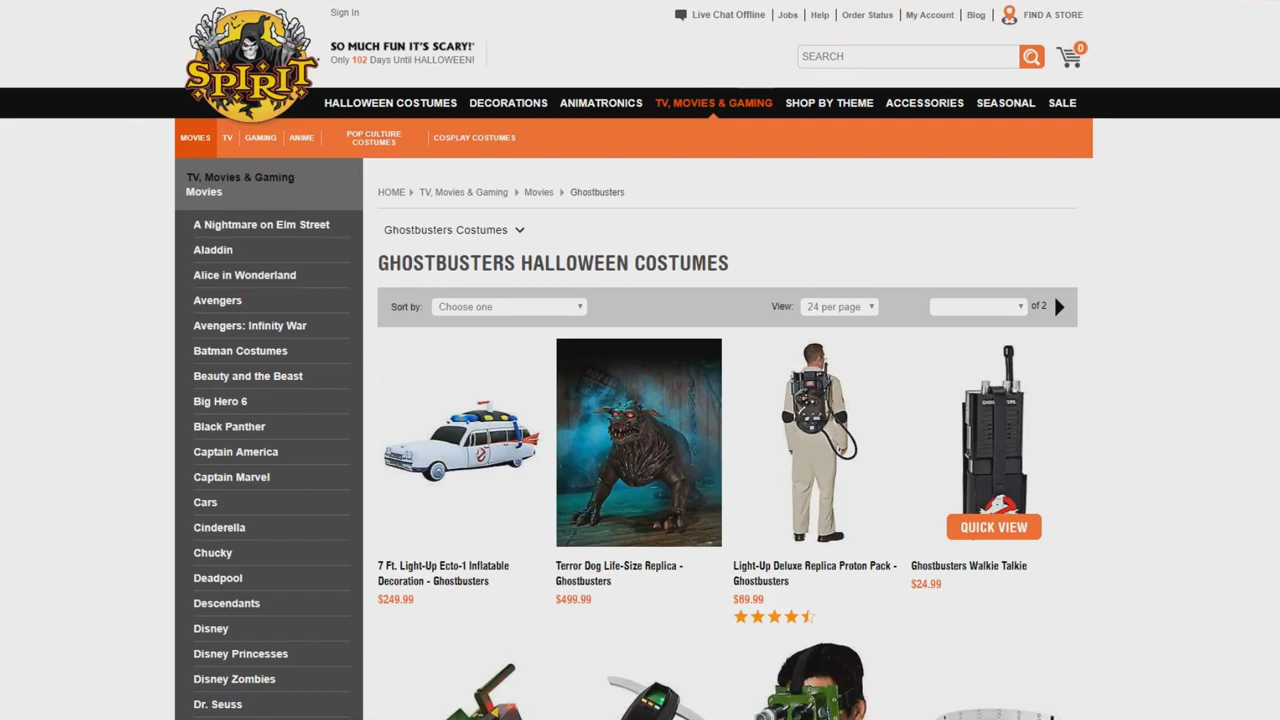 Sign In
Live Chat Offline
Jobs
Help
Order Status
My Account
Blog
FIND A STORE
SPIRIT
SO MUCH FUN IT'S SCARY!
Only 102 Days Until HALLOWEEN!
SEARCH
0
HALLOWEEN COSTUMES
DECORATIONS
ANIMATRONICS
TV, MOVIES & GAMING
SHOP BY THEME
ACCESSORIES
SEASONAL
SALE
MOVIES
TV
GAMING
ANIME
POP CULTURE
COSTUMES
COSPLAY COSTUMES
TV, Movies & Gaming
Movies
A Nightmare on Elm Street
Aladdin
Alice in Wonderland
Avengers
Avengers: Infinity War
Batman Costumes
Beauty and the Beast
Big Hero 6
Black Panther
Captain America
Captain Marvel
Cars
Cinderella
Chucky
Deadpool
Descendants
Disney
Disney Princesses
Disney Zombies
Dr. Seuss
HOME
TV, Movies & Gaming
Movies
Ghostbusters
Ghostbusters Costumes
GHOSTBUSTERS HALLOWEEN COSTUMES
Sort by:
Choose one
View:
24 per page
of 2
QUICK VIEW
7 Ft. Light-Up Ecto-1 Inflatable
Decoration - Ghostbusters
$249.99
Terror Dog Life-Size Replica -
Ghostbusters
$499.99
Light-Up Deluxe Replica Proton Pack -
Ghostbusters
$69.99
Ghostbusters Walkie Talkie
$24.99